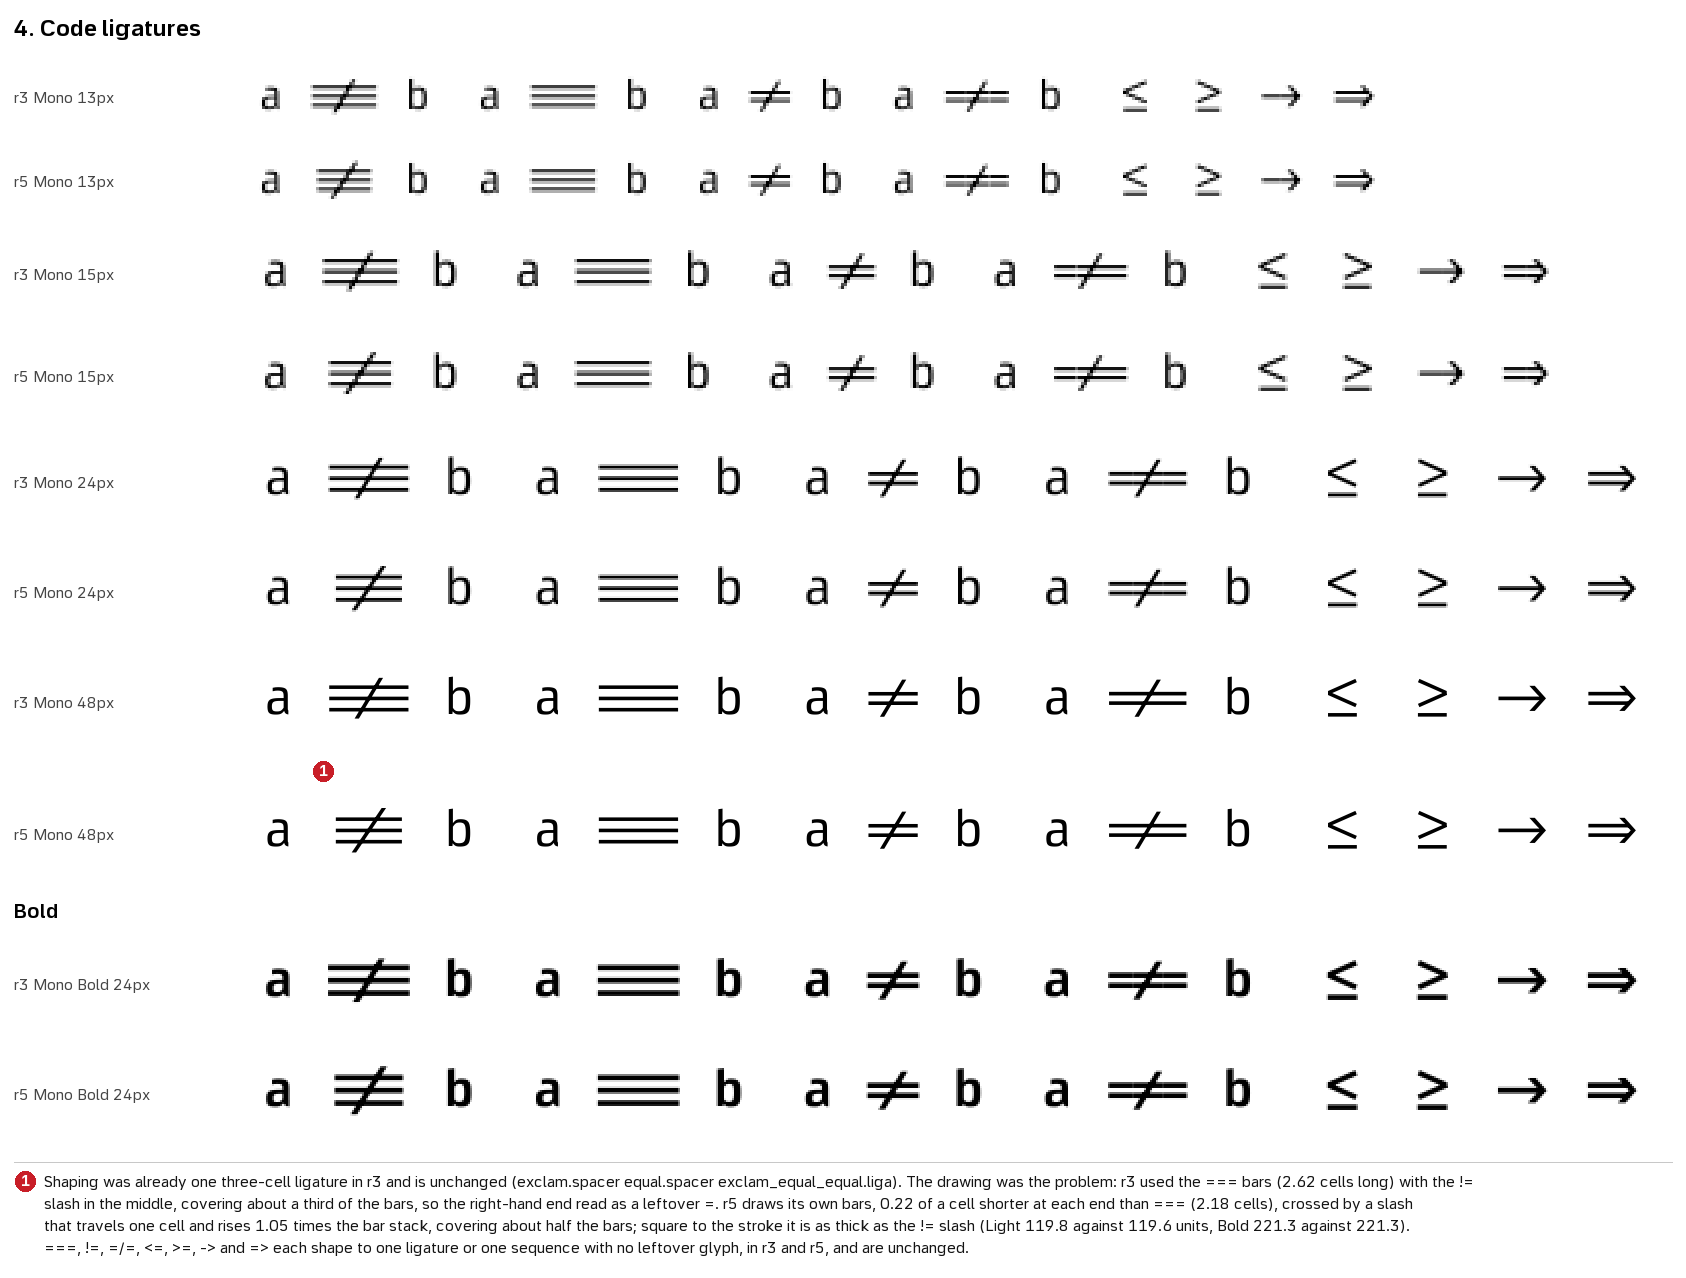 4. Code ligatures
r3 Mono 13px a ≢ b a ≡ b a ≠ b a =/= b ≤ ≥ → ⇒
r5 Mono 13px a ≢ b a ≡ b a ≠ b a =/= b ≤ ≥ → ⇒
r3 Mono 15px a ≢ b a ≡ b a ≠ b a =/= b ≤ ≥ → ⇒
r5 Mono 15px a ≢ b a ≡ b a ≠ b a =/= b ≤ ≥ → ⇒
r3 Mono 24px a ≢ b a ≡ b a ≠ b a =/= b ≤ ≥ → ⇒
r5 Mono 24px a ≢ b a ≡ b a ≠ b a =/= b ≤ ≥ → ⇒
r3 Mono 48px a ≢ b a ≡ b a ≠ b a =/= b ≤ ≥ → ⇒
1
r5 Mono 48px a ≢ b a ≡ b a ≠ b a =/= b ≤ ≥ → ⇒
Bold
r3 Mono Bold 24px a ≢ b a ≡ b a ≠ b a =/= b ≤ ≥ → ⇒
r5 Mono Bold 24px a ≢ b a ≡ b a ≠ b a =/= b ≤ ≥ → ⇒
1 Shaping was already one three-cell ligature in r3 and is unchanged (exclam.spacer equal.spacer exclam_equal_equal.liga). The drawing was the problem: r3 used the === bars (2.62 cells long) with the !=
slash in the middle, covering about a third of the bars, so the right-hand end read as a leftover =. r5 draws its own bars, 0.22 of a cell shorter at each end than === (2.18 cells), crossed by a slash
that travels one cell and rises 1.05 times the bar stack, covering about half the bars; square to the stroke it is as thick as the != slash (Light 119.8 against 119.6 units, Bold 221.3 against 221.3).
===, !=, =/=, <=, >=, -> and => each shape to one ligature or one sequence with no leftover glyph, in r3 and r5, and are unchanged.